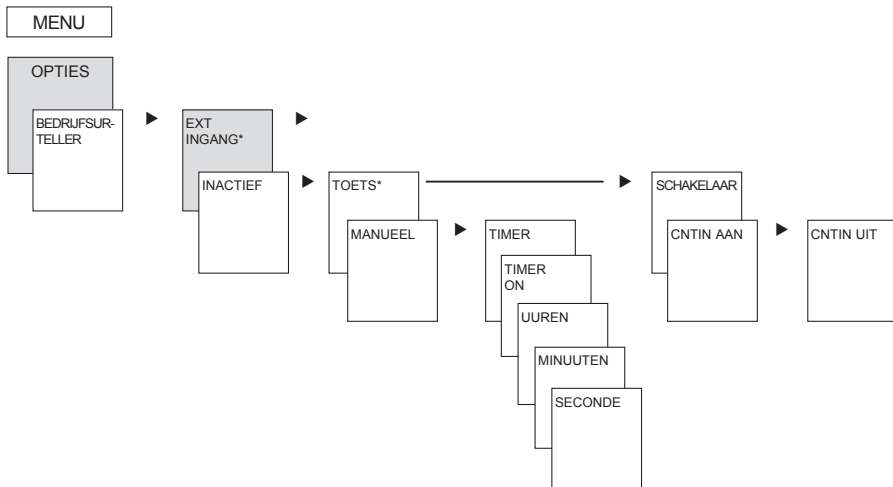 MENU
OPTIES
BEDRIJFSUR-
TELLER
EXT
INGANG*
INACTIEF
TOETS*
MANUEEL
TIMER
TIMER
ON
UUREN
MINUUTEN
SECONDE
SCHAKELAAR
CNTIN AAN
CNTIN UIT